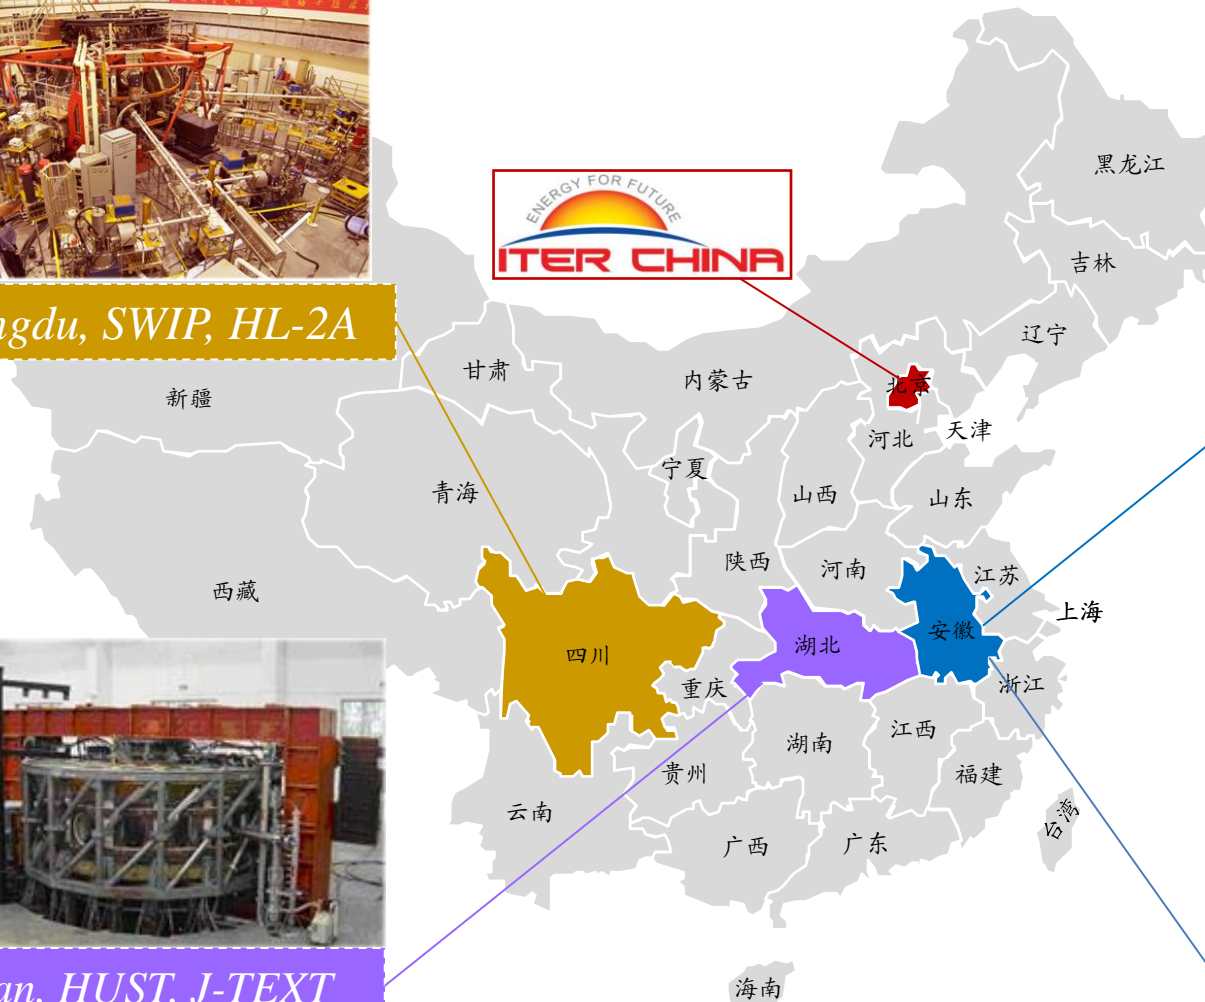 ENERGY FOR FUTURE
ITER CHINA
黑龙江
吉林
辽宁
ngdu, SWIP, HL-2A
新疆
甘肃
内蒙古
北京
河北
天津
宁夏
青海
山西
山东
西藏
陕西
河南
江苏
上海
四川
湖北
安徽
重庆
浙江
湖南
江西
贵州
福建
云南
广西
广东
台湾
an, HUST, J-TEXT
海南